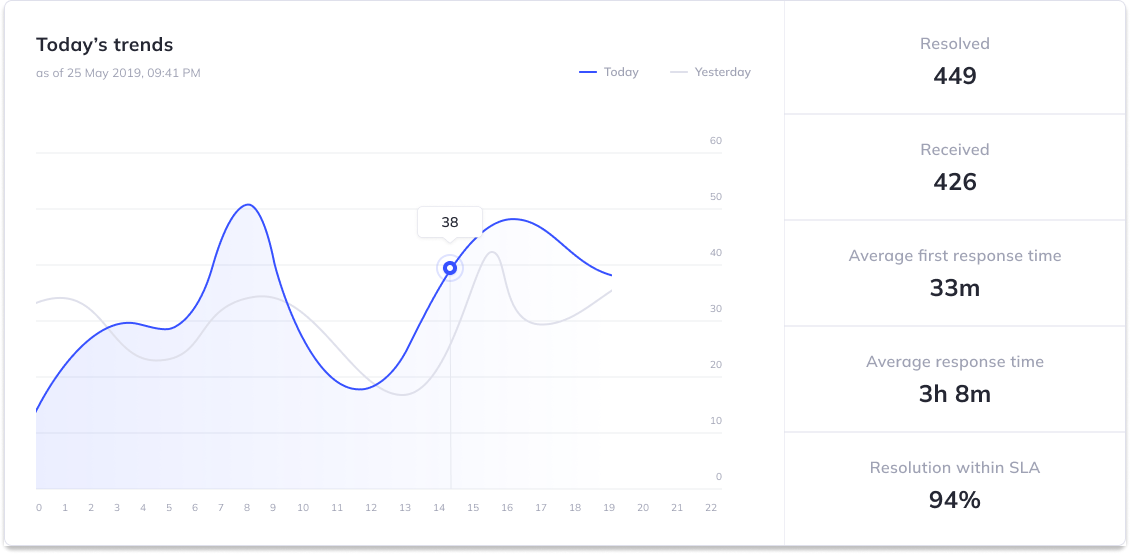 Today’s trends
as of 25 May 2019, 09:41 PM
Today
Yesterday
60
50
38
40
30
20
10
0
0 1 2 3 4 5 6 7 8 9 10 11 12 13 14 15 16 17 18 19 20 21 22
Resolved
449
Received
426
Average first response time
33m
Average response time
3h 8m
Resolution within SLA
94%